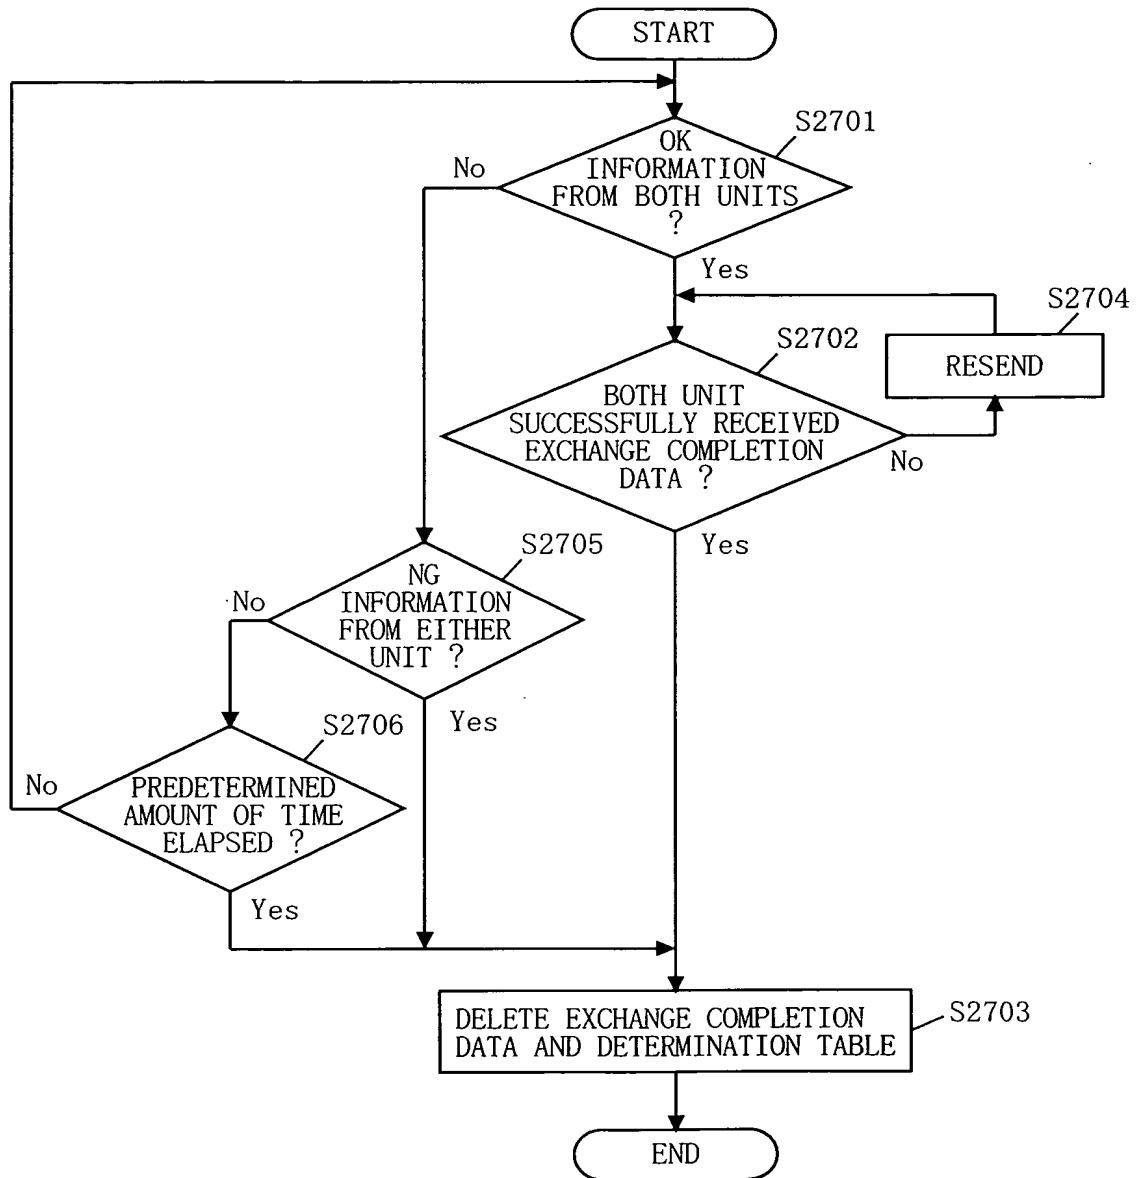 START
S2701
OK
INFORMATION
FROM BOTH UNITS
?
No
Yes
S2704
RESEND
S2702
BOTH UNIT
SUCCESSFULLY RECEIVED
EXCHANGE COMPLETION
DATA ?
No
Yes
S2705
NG
INFORMATION
FROM EITHER
UNIT ?
No
Yes
S2706
PREDETERMINED
AMOUNT OF TIME
ELAPSED ?
No
Yes
DELETE EXCHANGE COMPLETION
DATA AND DETERMINATION TABLE
S2703
END